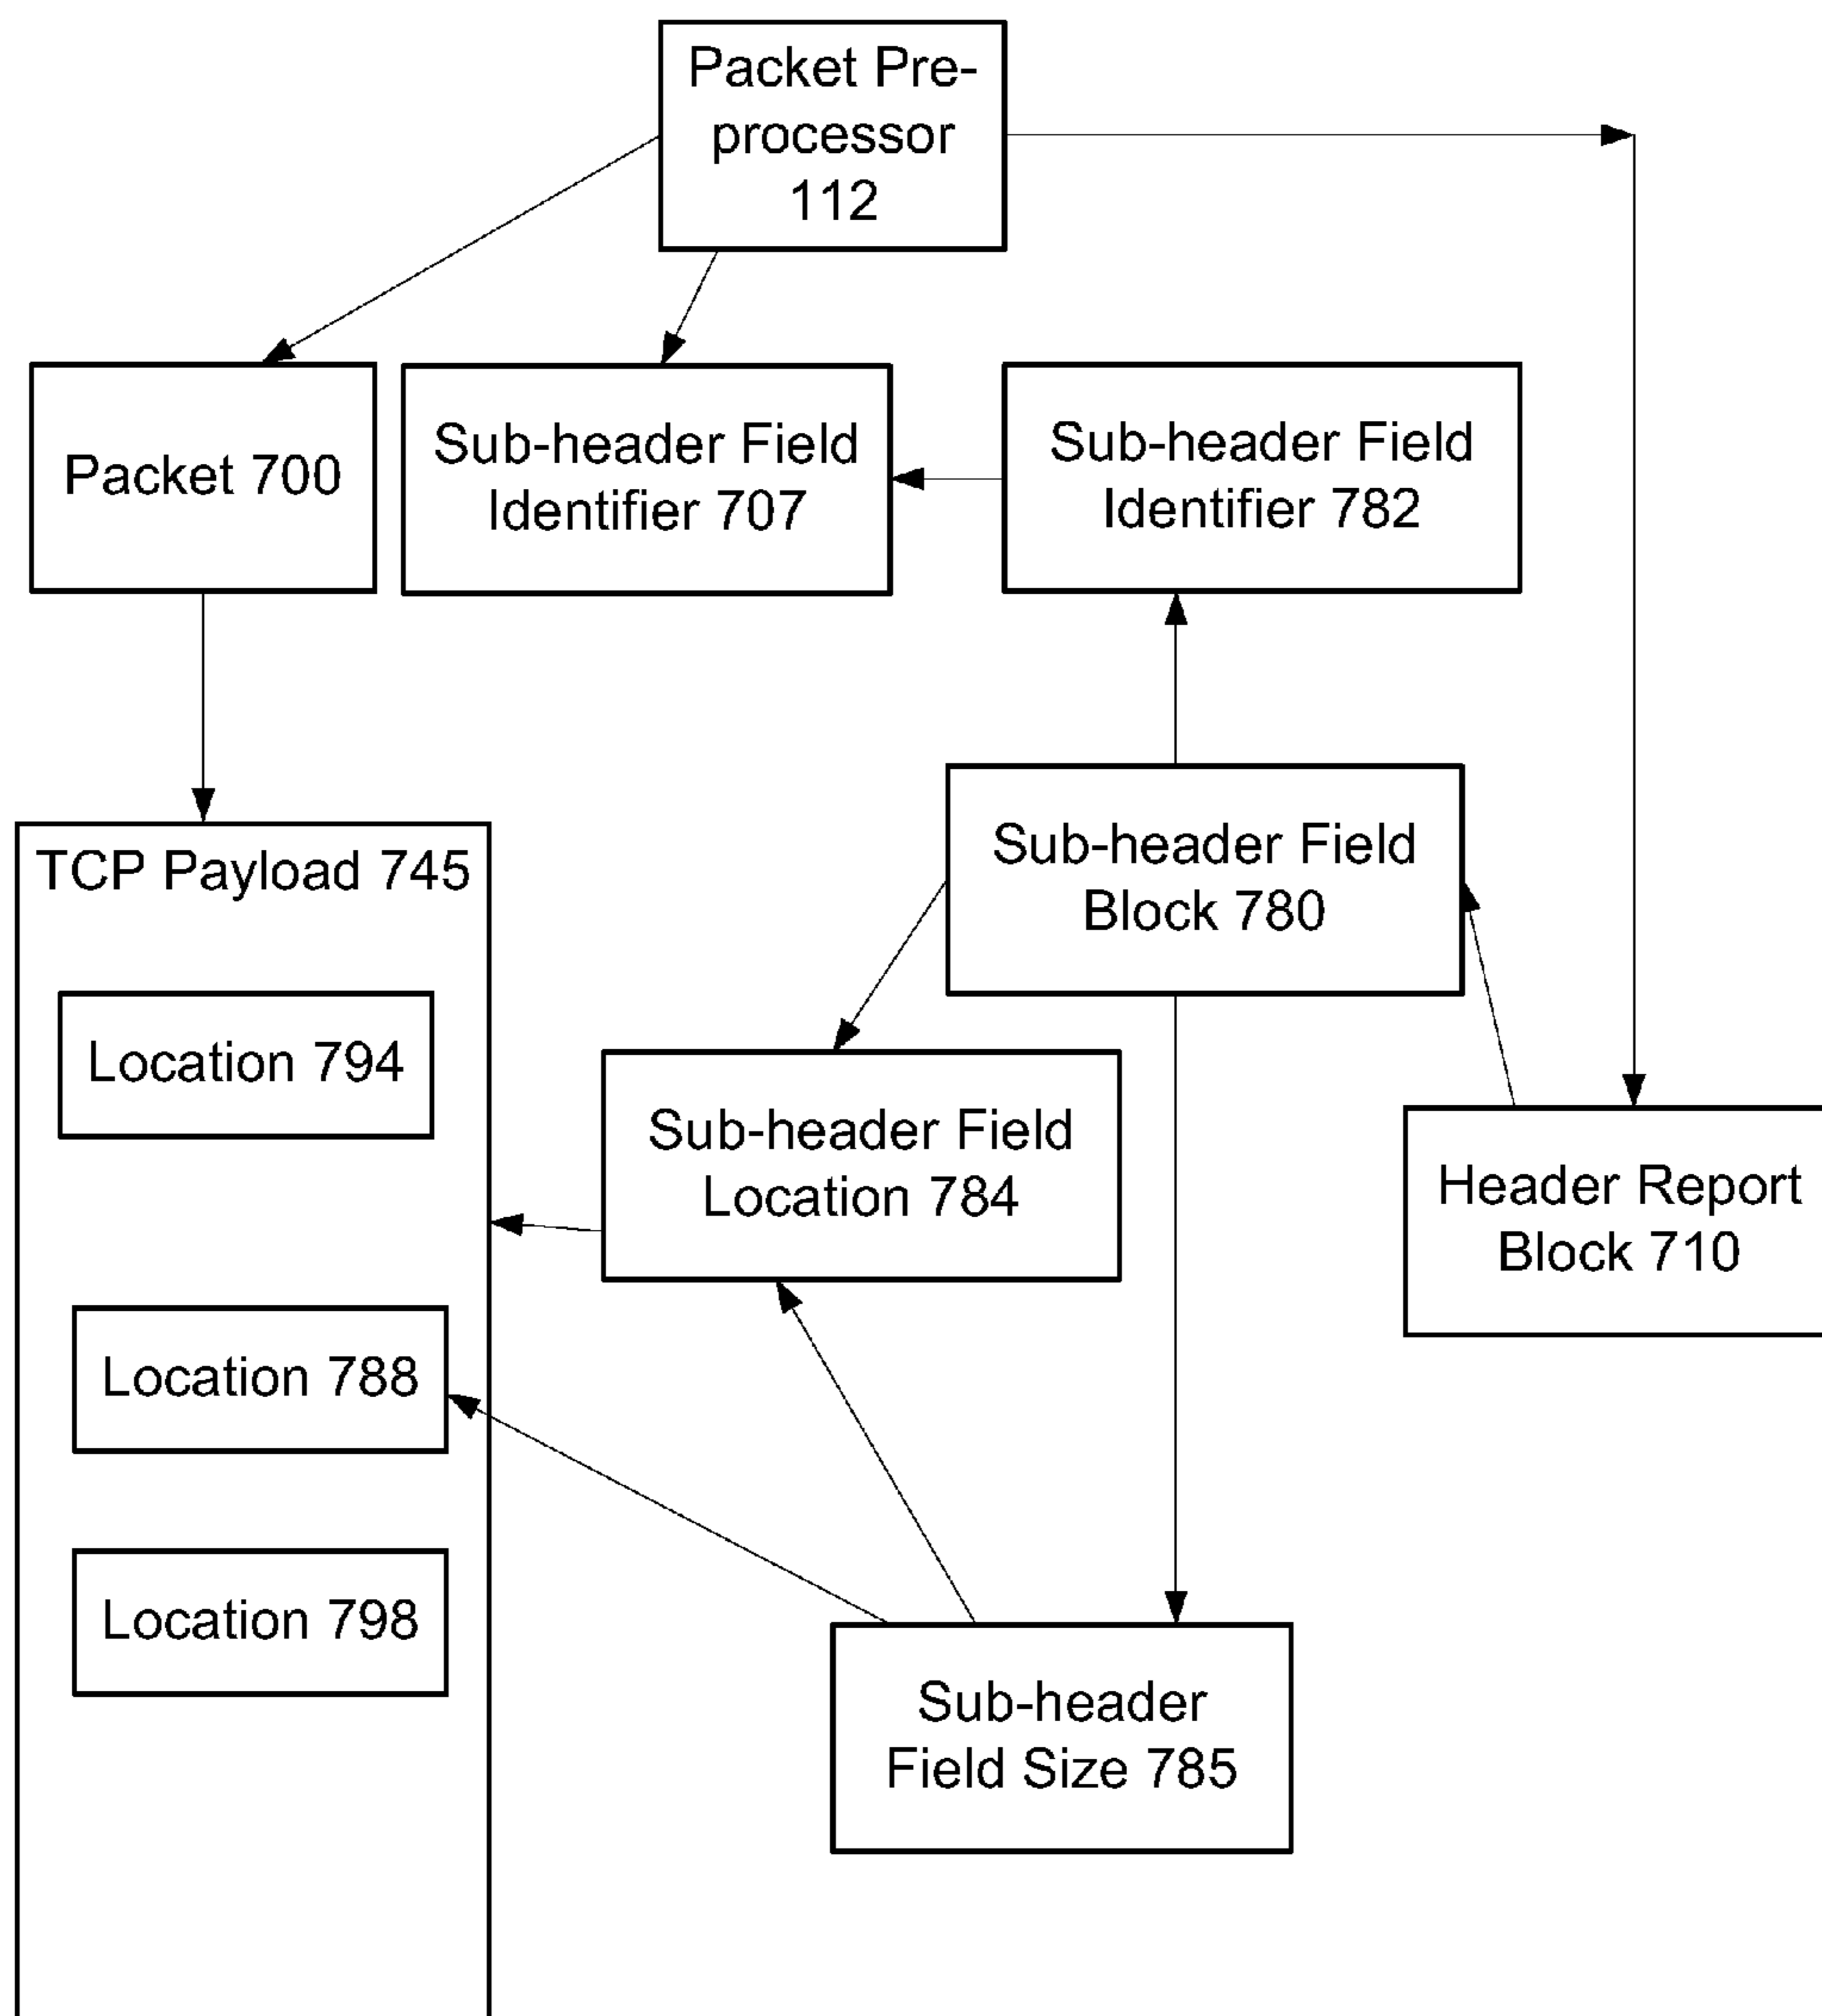 Packet Pre-
processor
112
Packet 700
Sub-header Field
Identifier 707
Sub-header Field
Identifier 782
TCP Payload 745
Sub-header Field
Block 780
Location 794
Sub-header Field
Location 784
Header Report
Block 710
Location 788
Location 798
Sub-header
Field Size 785